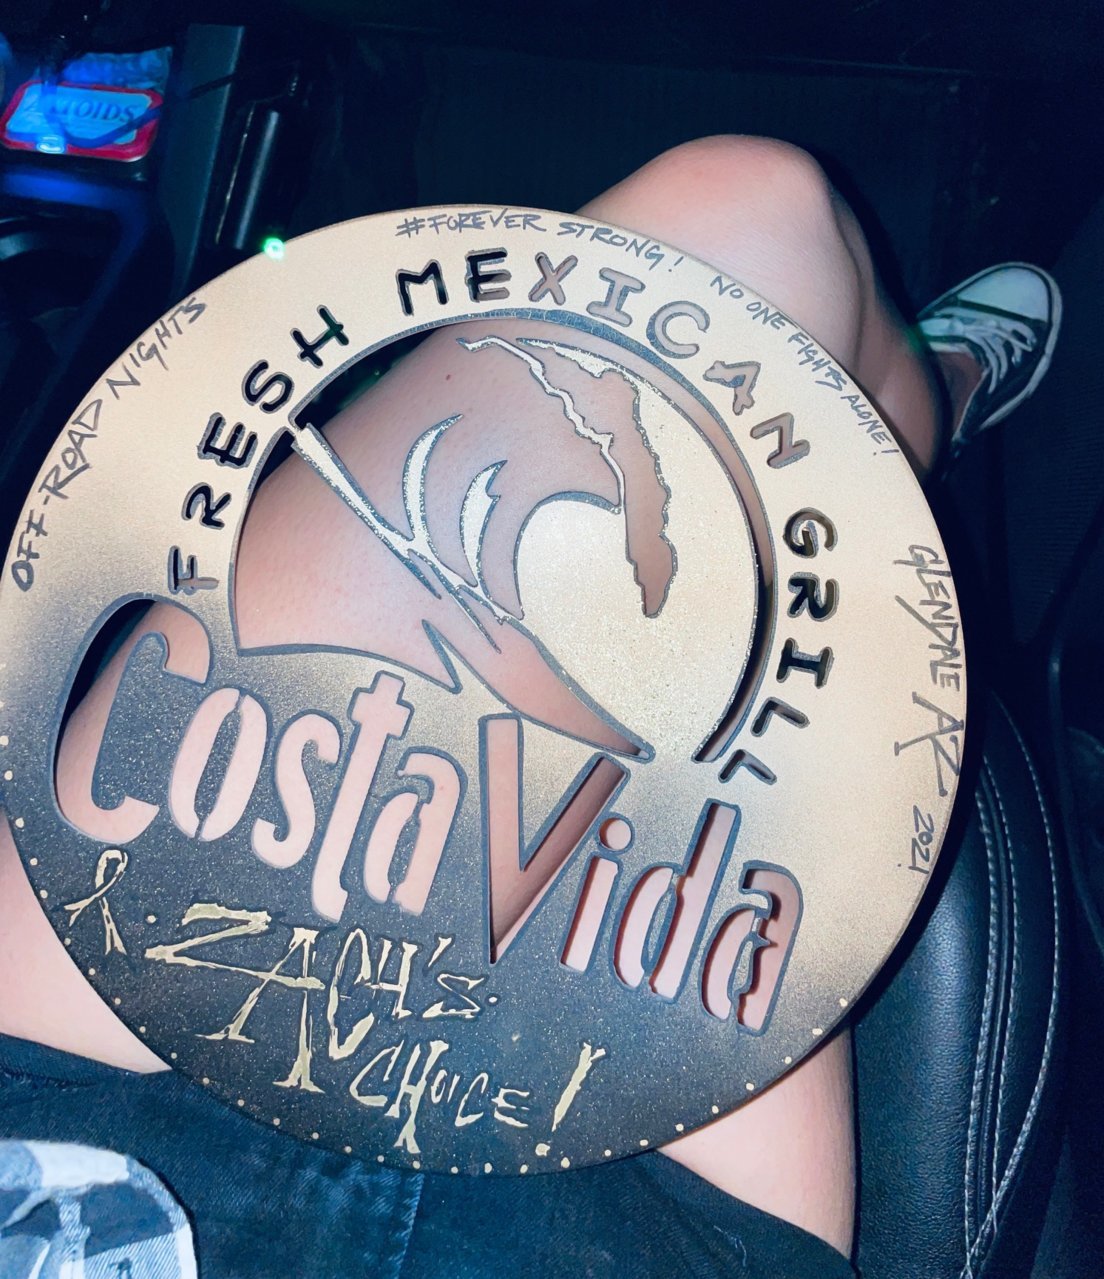 ALTOIDS
#FOREVER STRONG! NO ONE FIGHTS ALONE!
OFF-ROAD NIGHTS
FRESH MEXICAN GRILL
GLENDALE AZ 2021
Costa Vida
ZACH'S
CHOICE!